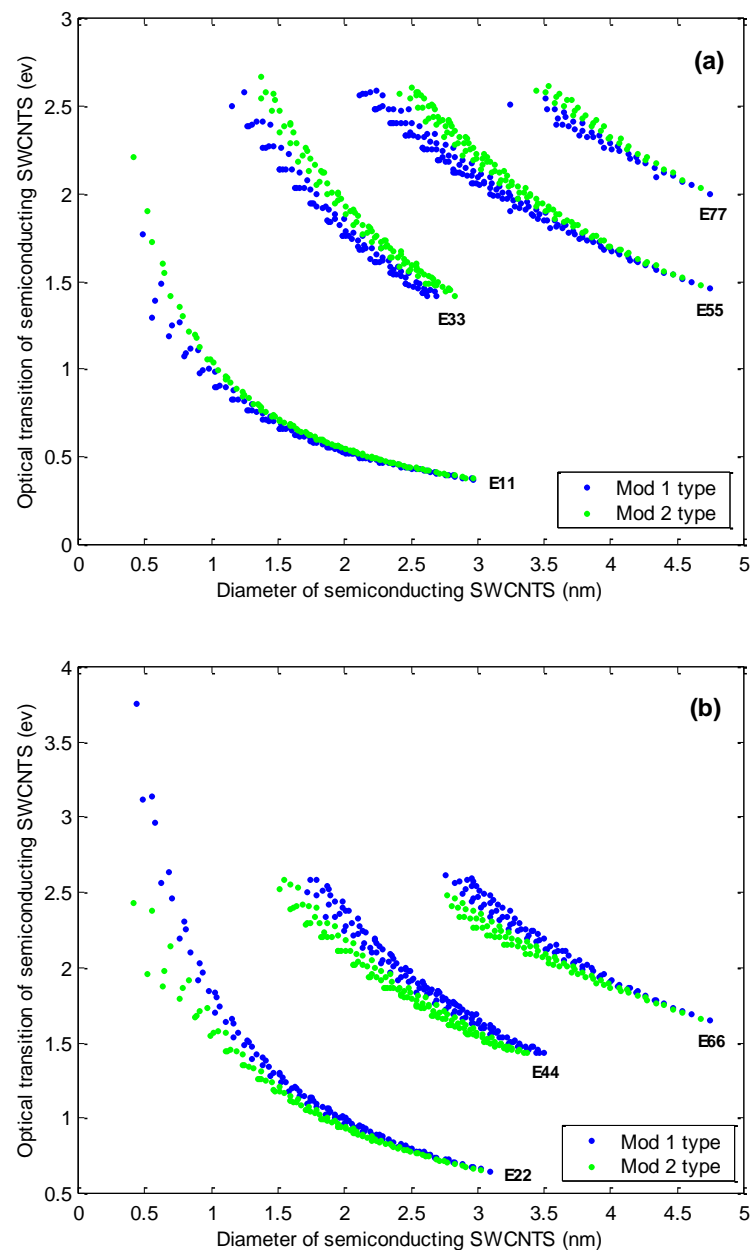 3
(a)
2.5
2
E77
1.5
E55
E33
1
0.5
E11
Mod 1 type
Mod 2 type
0
0 0.5 1 1.5 2 2.5 3 3.5 4 4.5 5
Optical transition of semiconducting SWCNTS (ev)
Diameter of semiconducting SWCNTS (nm)
4
(b)
3.5
3
2.5
2
E66
1.5
E44
1
Mod 1 type
Mod 2 type
E22
0.5
0 0.5 1 1.5 2 2.5 3 3.5 4 4.5 5
Optical transition of semiconducting SWCNTS (ev)
Diameter of semiconducting SWCNTS (nm)